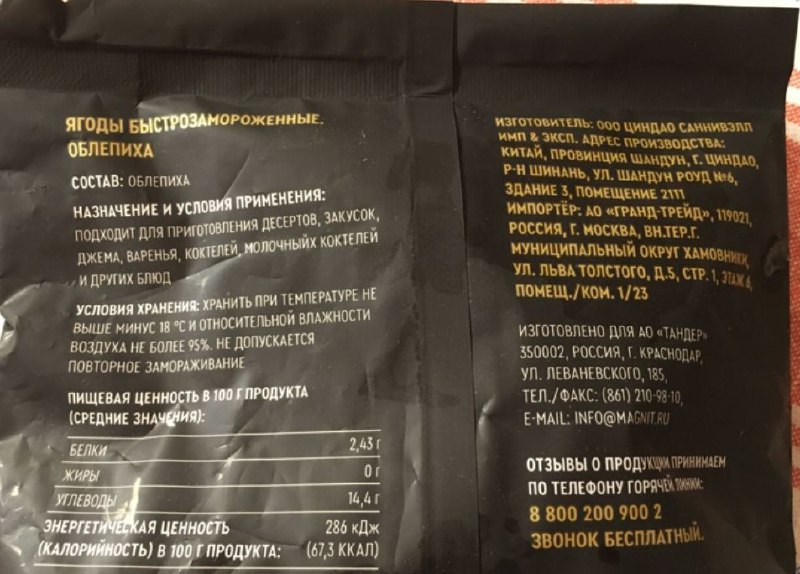 ЯГОДЫ БЫСТРОЗАМОРОЖЕННЫЕ.
ОБЛЕПИХА
СОСТАВ: ОБЛЕПИХА
НАЗНАЧЕНИЕ И УСЛОВИЯ ПРИМЕНЕНИЯ:
ПОДХОДИТ ДЛЯ ПРИГОТОВЛЕНИЯ ДЕСЕРТОВ, ЗАКУСОК,
ДЖЕМА, ВАРЕНЬЯ, КОКТЕЛЕЙ, МОЛОЧНЫЙХ КОКТЕЛЕЙ
И ДРУГИХ БЛЮД
УСЛОВИЯ ХРАНЕНИЯ: ХРАНИТЬ ПРИ ТЕМПЕРАТУРЕ НЕ
ВЫШЕ МИНУС 18 °С И ОТНОСИТЕЛЬНОЙ ВЛАЖНОСТИ
ВОЗДУХА НЕ БОЛЕЕ 95%. НЕ ДОПУСКАЕТСЯ
ПОВТОРНОЕ ЗАМОРАЖИВАНИЕ
ПИЩЕВАЯ ЦЕННОСТЬ В 100 Г ПРОДУКТА
(СРЕДНИЕ ЗНАЧЕНИЯ):
БЕЛКИ 2,43 г
ЖИРЫ 0 г
УГЛЕВОДЫ 14,4 г
ЭНЕРГЕТИЧЕСКАЯ ЦЕННОСТЬ 286 кДж
(КАЛОРИЙНОСТЬ) В 100 Г ПРОДУКТА: (67,3 ККАЛ)
ИЗГОТОВИТЕЛЬ: ООО ЦИНДАО САННИВЭЛЛ
ИМП & ЭКСП. АДРЕС ПРОИЗВОДСТВА:
КИТАЙ, ПРОВИНЦИЯ ШАНДУН, Г. ЦИНДАО,
Р-Н ШИНАНЬ, УЛ. ШАНДУН РОУД №6,
ЗДАНИЕ 3, ПОМЕЩЕНИЕ 2111
ИМПОРТЁР: АО «ГРАНД-ТРЕЙД», 119021,
РОССИЯ, Г. МОСКВА, ВН.ТЕР.Г.
МУНИЦИПАЛЬНЫЙ ОКРУГ ХАМОВНИКИ,
УЛ. ЛЬВА ТОЛСТОГО, Д.5, СТР. 1, ЭТАЖ 6,
ПОМЕЩ./КОМ. 1/23
ИЗГОТОВЛЕНО ДЛЯ АО «ТАНДЕР»
350002, РОССИЯ, Г. КРАСНОДАР,
УЛ. ЛЕВАНЕВСКОГО, 185,
ТЕЛ./ФАКС: (861) 210-98-10,
E-MAIL: INFO@MAGNIT.RU
ОТЗЫВЫ О ПРОДУКЦИИ ПРИНИМАЕМ
ПО ТЕЛЕФОНУ ГОРЯЧЕЙ ЛИНИИ:
8 800 200 900 2
ЗВОНОК БЕСПЛАТНЫЙ.